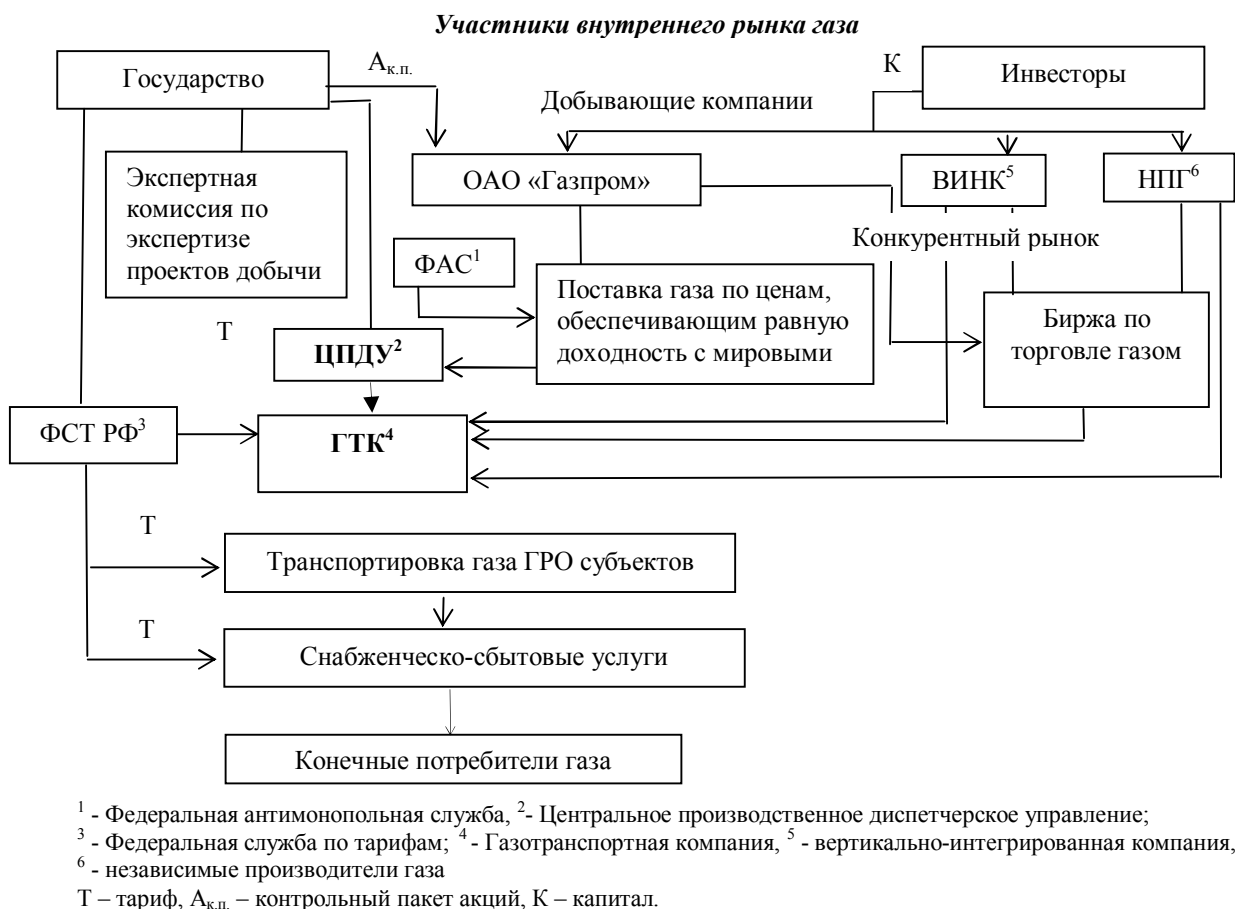 Участники внутреннего рынка газа
Государство
Ак.п.
К
Инвесторы
Добывающие компании
Экспертная
комиссия по
экспертизе
проектов добычи
ОАО «Газпром»
ВИНК5
НПГ6
Конкурентный рынок
ФАС1
Поставка газа по ценам,
обеспечивающим равную
доходность с мировыми
Биржа по
торговле газом
Т
ЦПДУ2
ФСТ РФ3
ГТК4
Т
Транспортировка газа ГРО субъектов
Т
Снабженческо-сбытовые услуги
Конечные потребители газа
1 - Федеральная антимонопольная служба, 2- Центральное производственное диспетчерское управление;
3 - Федеральная служба по тарифам; 4 - Газотранспортная компания, 5 - вертикально-интегрированная компания,
6 - независимые производители газа
Т – тариф, Ак.п. – контрольный пакет акций, К – капитал.